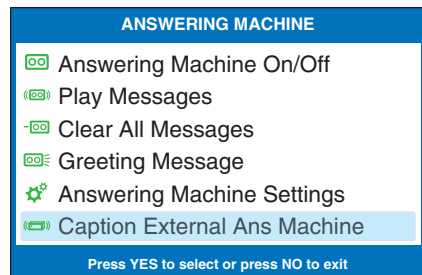 ANSWERING MACHINE
Answering Machine On/Off
Play Messages
Clear All Messages
Greeting Message
Answering Machine Settings
Caption External Ans Machine
Press YES to select or press NO to exit